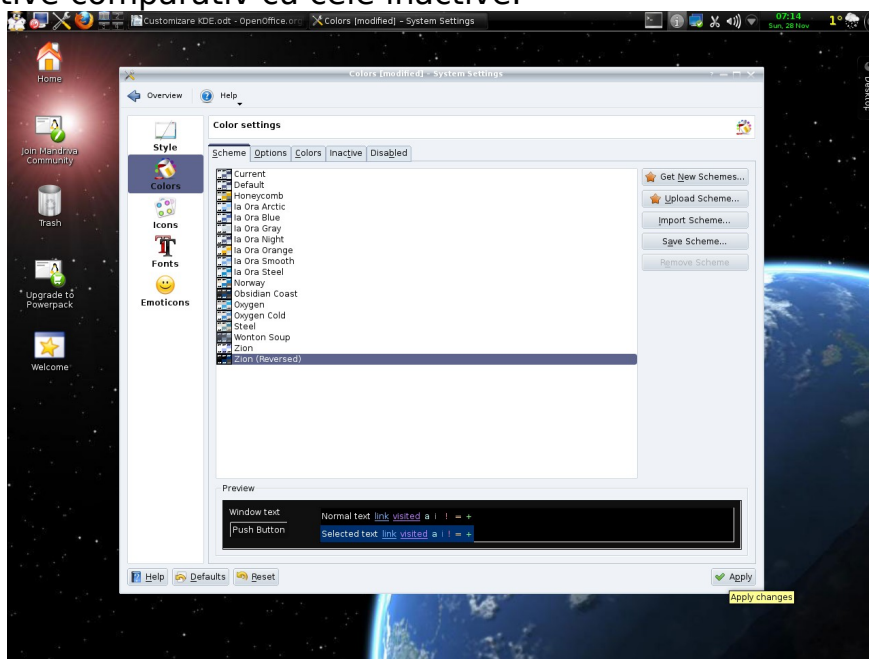 Customizare KDE.odt - OpenOffice.org
Colors [modified] – System Settings
07:14
Sun, 28 Nov
1°
Home
Join Mandriva
Community
Trash
Upgrade to
Powerpack
Welcome
Colors [modified] - System Settings
Overview
Help
Style
Colors
Icons
Fonts
Emoticons
Color settings
Scheme Options Colors Inactive Disabled
Current
Default
Honeycomb
Ia Ora Arctic
Ia Ora Blue
Ia Ora Gray
Ia Ora Night
Ia Ora Orange
Ia Ora Smooth
Ia Ora Steel
Norway
Obsidian Coast
Oxygen
Oxygen Cold
Steel
Wonton Soup
Zion
Zion (Reversed)
Get New Schemes...
Upload Scheme...
Import Scheme...
Save Scheme...
Remove Scheme
Preview
Window text
Push Button
Normal text link visited a i ! = +
Selected text link visited a i ! = +
Help Defaults Reset
Apply
Apply changes